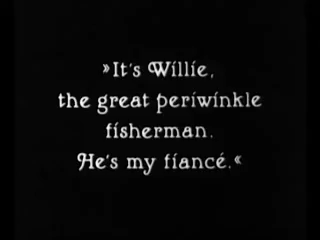 »It's Willie,
the great periwinkle
fisherman.
He's my fiancé.«